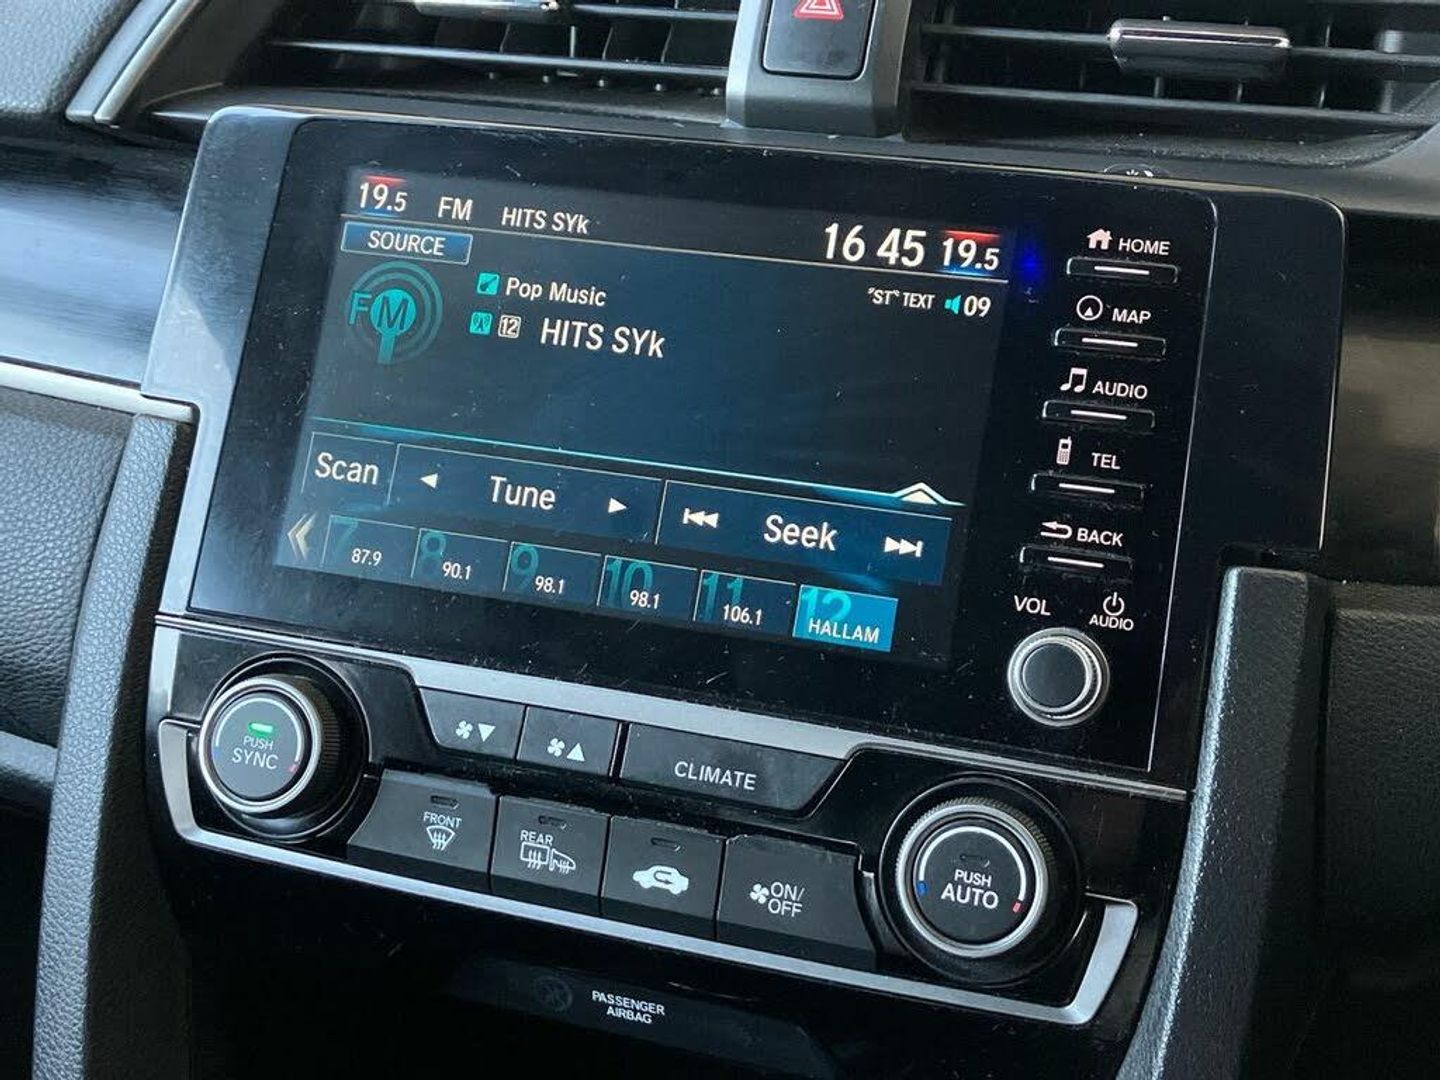 19.5 FM HITS SYk 16 45 19.5
SOURCE
FM
Pop Music
"ST" TEXT 09
12 HITS SYk
Scan Tune Seek
7 87.9
8 90.1
9 98.1
10 98.1
11 106.1
12 HALLAM
HOME
MAP
AUDIO
TEL
BACK
VOL
AUDIO
PUSH
SYNC
CLIMATE
FRONT
REAR
ON/
OFF
PUSH
AUTO
PASSENGER
AIRBAG